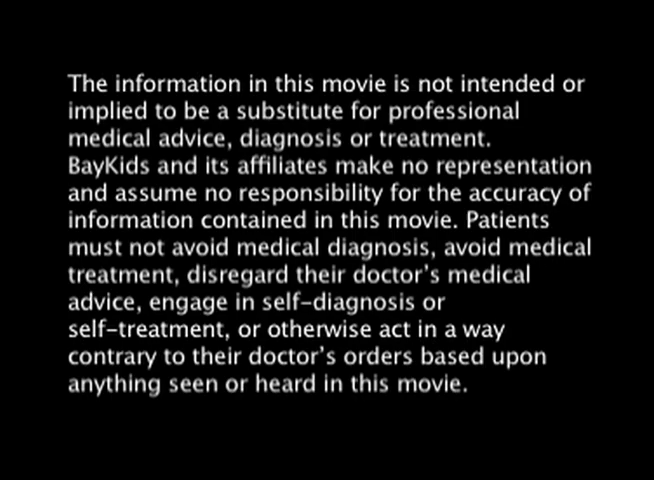 The information in this movie is not intended or
implied to be a substitute for professional
medical advice, diagnosis or treatment.
BayKids and its affiliates make no representation
and assume no responsibility for the accuracy of
information contained in this movie. Patients
must not avoid medical diagnosis, avoid medical
treatment, disregard their doctor's medical
advice, engage in self-diagnosis or
self-treatment, or otherwise act in a way
contrary to their doctor's orders based upon
anything seen or heard in this movie.